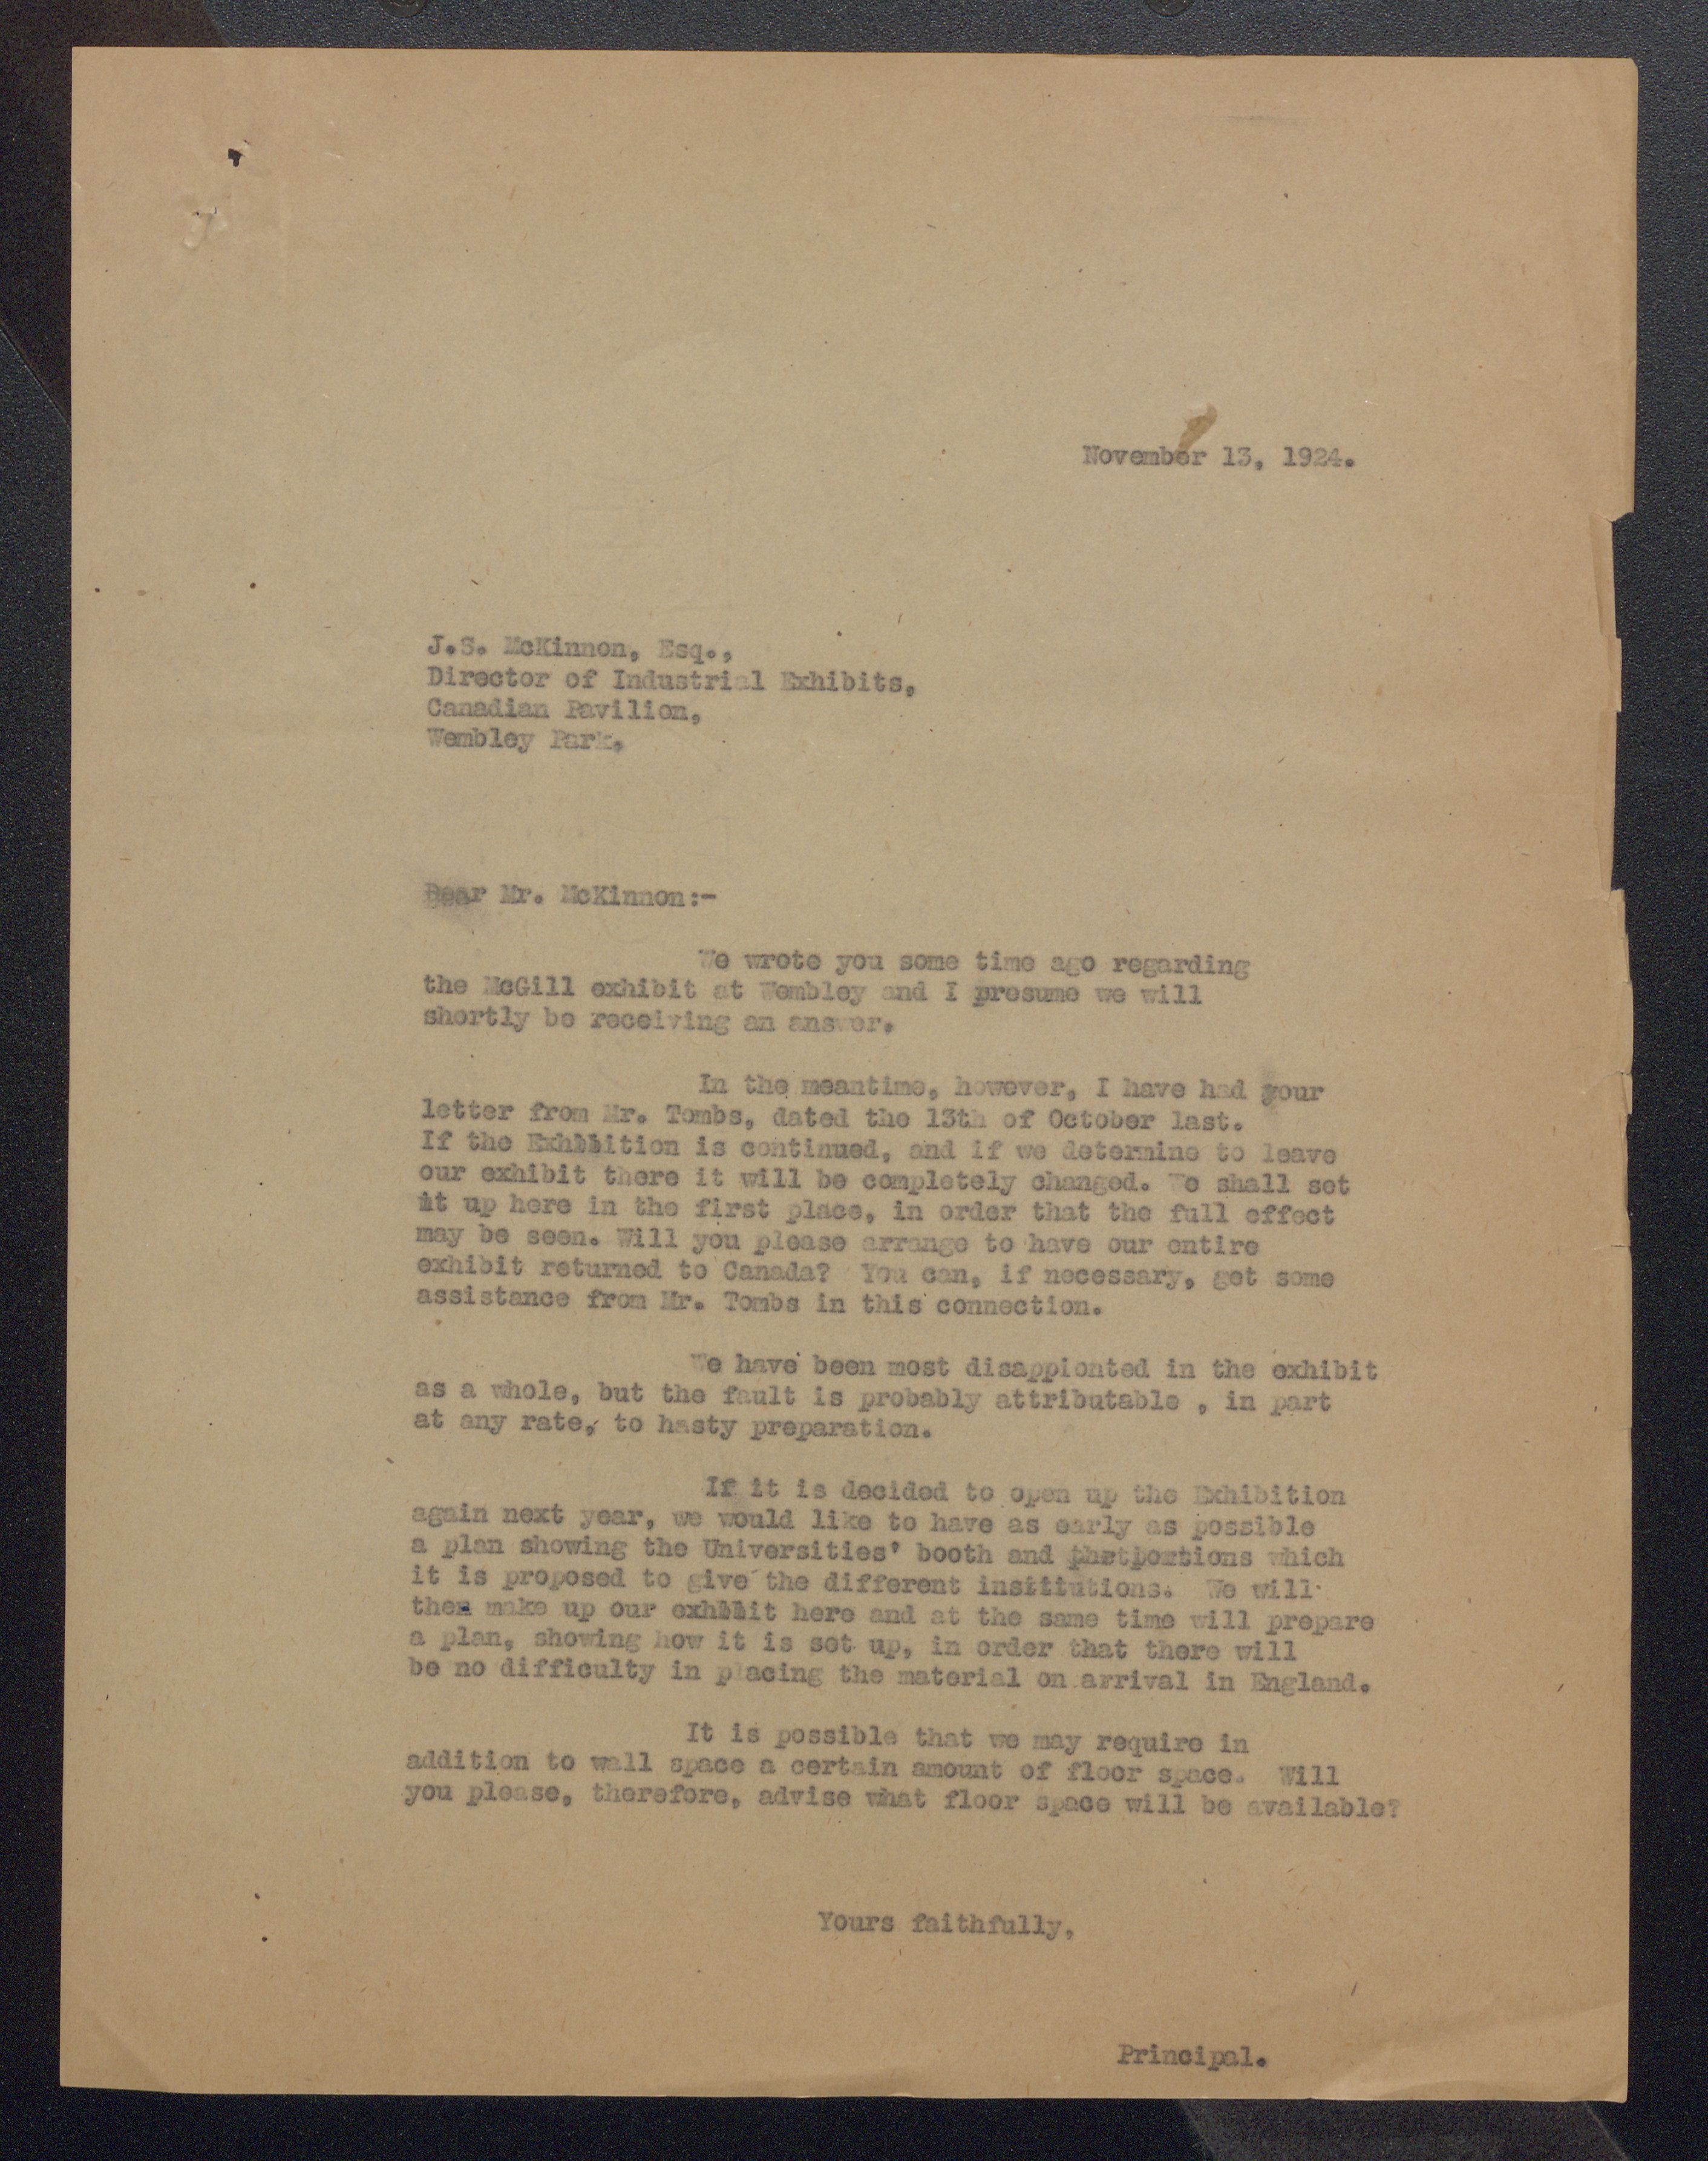 November 13, 1924.
J.S. McKinnon, Esq.,
Director of Industrial Exhibits,
Canadian Pavilion,
Wembley Park.
Dear Mr. McKinnon:-
We wrote you some time ago regarding
the McGill exhibit at Wembley and I presume we will
shortly be receiving an answer.
In the meantime, however, I have had your
letter from Mr. Tombs, dated the 13th of October last.
If the Exhibition is continued, and if we determine to leave
our exhibit there it will be completely changed. We shall set
it up here in the first place, in order that the full effect
may be seen. Will you please arrange to have our entire
exhibit returned to Canada? You can, if necessary, get some
assistance from Mr. Tombs in this connection.
We have been most disappionted in the exhibit
as a whole, but the fault is probably attributable , in part
at any rate, to hasty preparation.
If it is decided to open up the Exhibition
again next year, we would like to have as early as possible
a plan showing the Universities' booth and which
it is proposed to give the different institutions. We will
then make up our exhibit here and at the same time will prepare
a plan, showing how it is set up, in order that there will
be no difficulty in placing the material on arrival in England.
It is possible that we may require in
addition to wall space a certain amount of floor space. Will
you please, therefore, advise what floor space will be available?
Yours faithfully,
Principal.